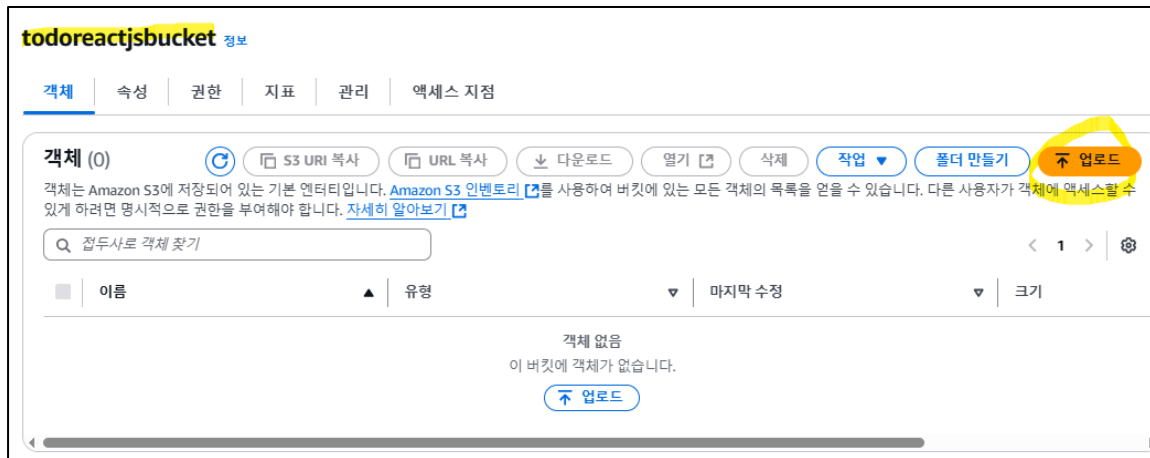 todoreactjsbucket 정보
객체 속성 권한 지표 관리 액세스 지점
객체 (0) S3 URI 복사 URL 복사 다운로드 열기 삭제 작업 폴더 만들기 업로드
객체는 Amazon S3에 저장되어 있는 기본 엔터티입니다. Amazon S3 인벤토리를 사용하여 버킷에 있는 모든 객체의 목록을 얻을 수 있습니다. 다른 사용자가 객체에 액세스할 수
있게 하려면 명시적으로 권한을 부여해야 합니다. 자세히 알아보기
접두사로 객체 찾기 1
이름 유형 마지막 수정 크기
객체 없음
이 버킷에 객체가 없습니다.
업로드